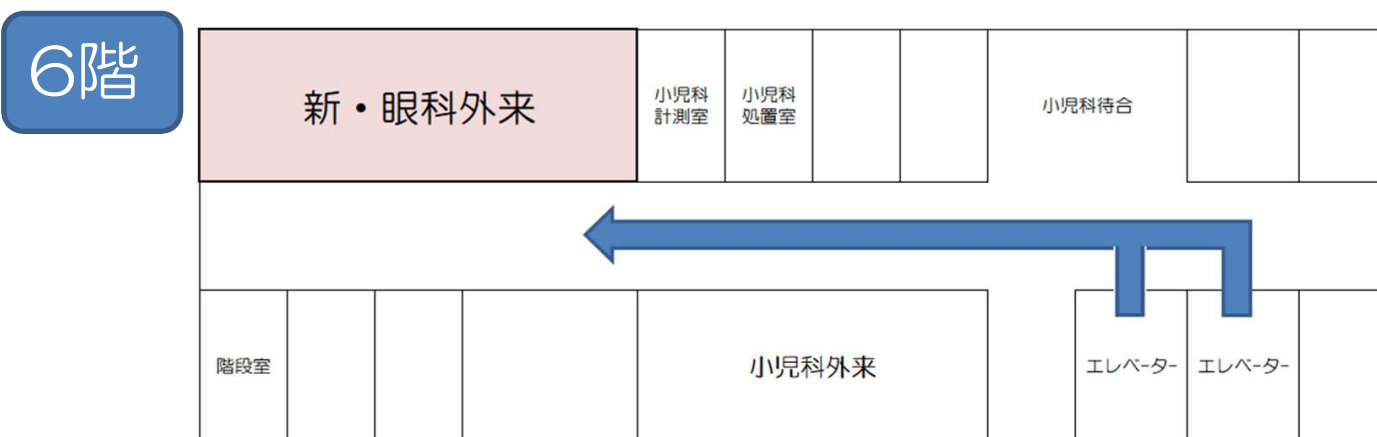 6階
新・眼科外来
小児科
計測室
小児科
処置室
小児科待合
階段室
小児科外来
エレベーター
エレベーター